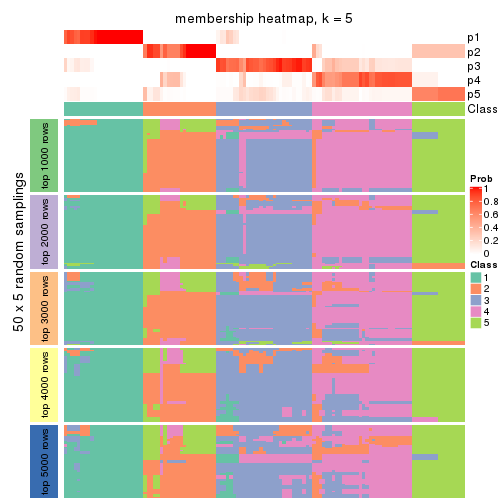 membership heatmap, k = 5
p1
p2
p3
p4
p5
Class
50 x 5 random samplings
top 1000 rows
top 2000 rows
top 3000 rows
top 4000 rows
top 5000 rows
Prob
1
0.8
0.6
0.4
0.2
0
Class
1
2
3
4
5